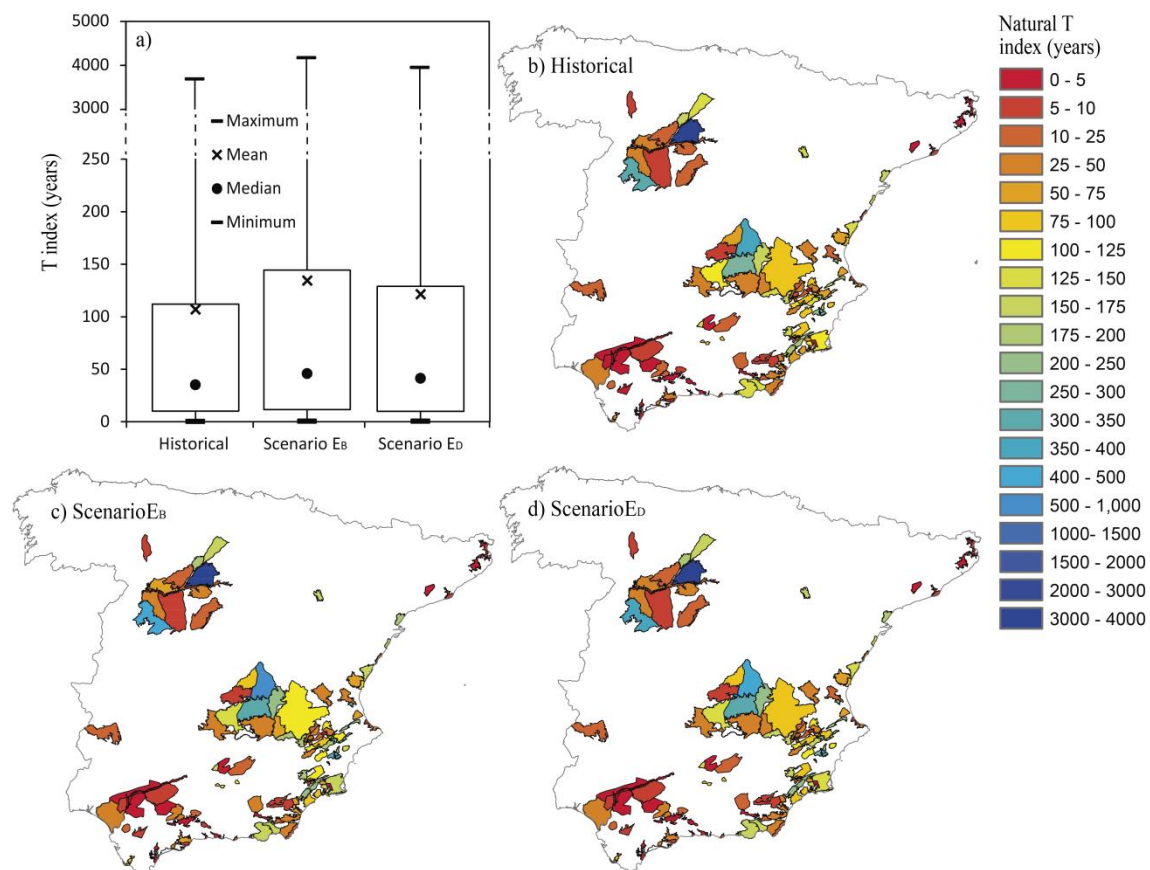 a)
5000
4000
3000
250
200
150
100
50
0
T index (years)
Maximum
Mean
Median
Minimum
Historical
Scenario EB
Scenario ED
b) Historical
Natural T
index (years)
0 - 5
5 - 10
10 - 25
25 - 50
50 - 75
75 - 100
100 - 125
125 - 150
150 - 175
175 - 200
200 - 250
250 - 300
300 - 350
350 - 400
400 - 500
500 - 1,000
1000- 1500
1500 - 2000
2000 - 3000
3000 - 4000
c) ScenarioEB
d) ScenarioED